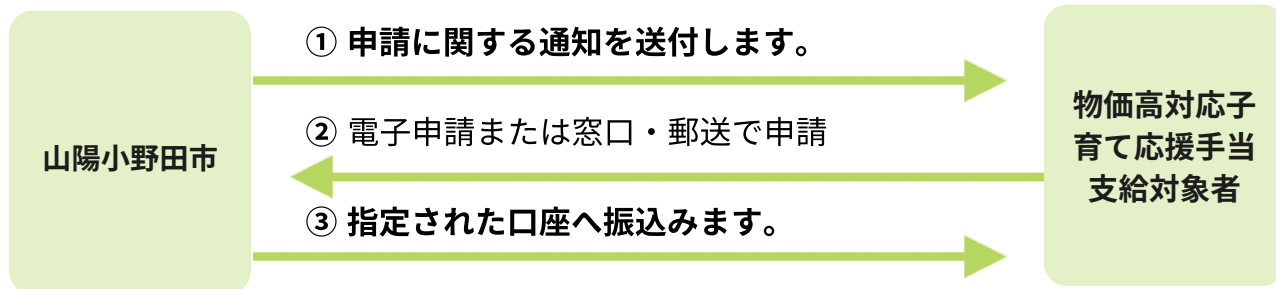 山陽小野田市
① 申請に関する通知を送付します。
② 電子申請または窓口・郵送で申請
③ 指定された口座へ振込みます。
物価高対応子
育て応援手当
支給対象者